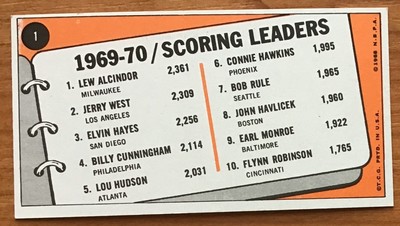 1
1969-70 / SCORING LEADERS
1. LEW ALCINDOR 2,361
MILWAUKEE
2. JERRY WEST 2,309
LOS ANGELES
3. ELVIN HAYES 2,256
SAN DIEGO
4. BILLY CUNNINGHAM 2,114
PHILADELPHIA
5. LOU HUDSON 2,031
ATLANTA
6. CONNIE HAWKINS 1,995
PHOENIX
7. BOB RULE 1,965
SEATTLE
8. JOHN HAVLICEK 1,960
BOSTON
9. EARL MONROE 1,922
BALTIMORE
10. FLYNN ROBINSON 1,765
CINCINNATI
©T.C.G. PRTD. IN U.S.A.
©1968 N.B.P.A.